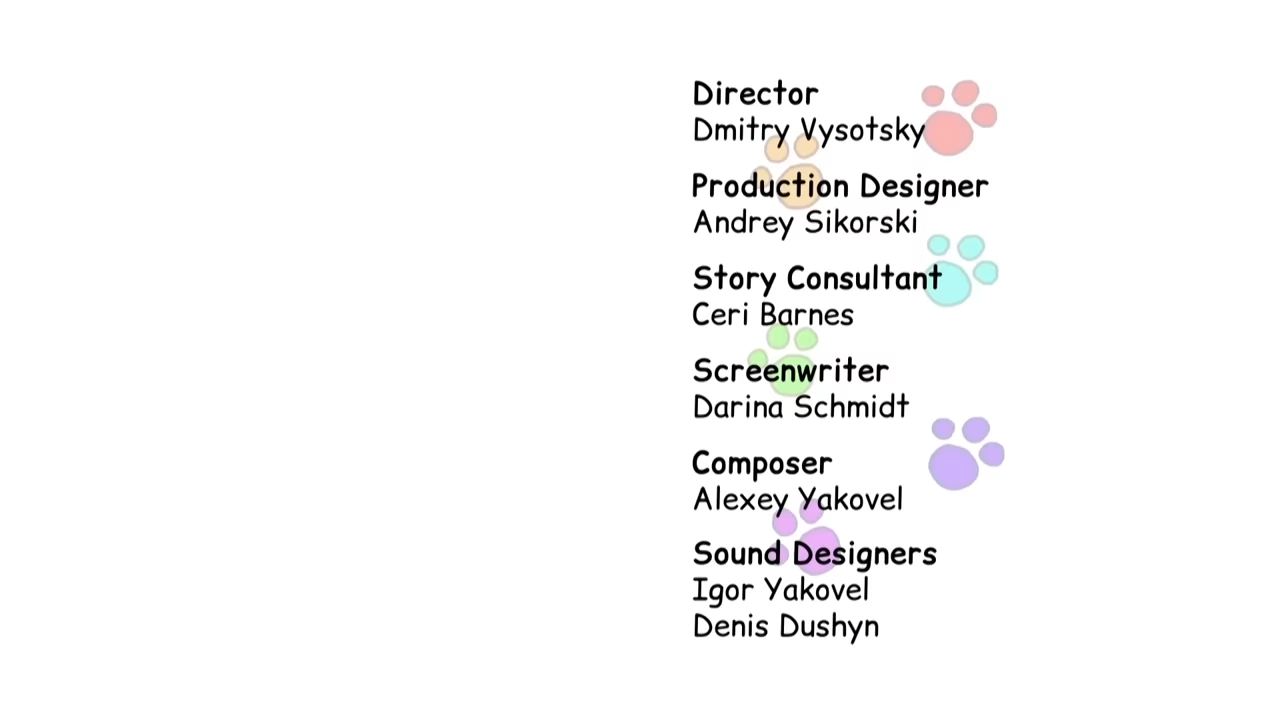 Director
Dmitry Vysotsky
Production Designer
Andrey Sikorski
Story Consultant
Ceri Barnes
Screenwriter
Darina Schmidt
Composer
Alexey Yakovel
Sound Designers
Igor Yakovel
Denis Dushyn